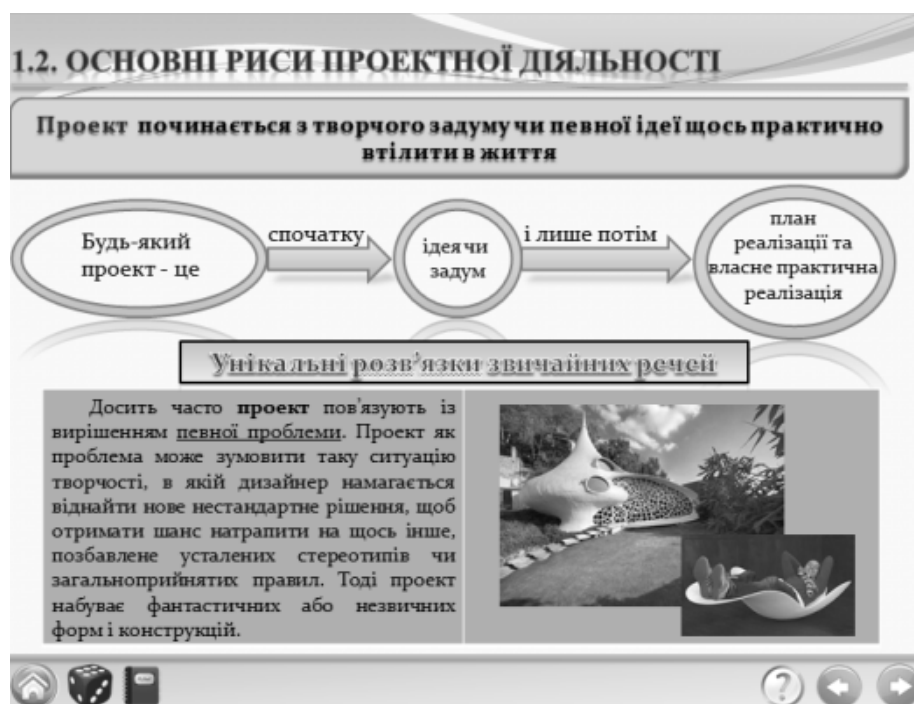 1.2. ОСНОВНІ РИСИ ПРОЕКТНОЇ ДІЯЛЬНОСТІ
Проект починається з творчого задуму чи певної ідеї щось практично
втілити в життя
Будь-який
проект - це
спочатку
ідея чи
задум
і лише потім
план
реалізації та
власне практична
реалізація
Унікальні розв’язки звичайних речей
Досить часто проект пов’язують із
вирішенням певної проблеми. Проект як
проблема може зумовити таку ситуацію
творчості, в якій дизайнер намагається
віднайти нове нестандартне рішення, щоб
отримати шанс натрапити на щось інше,
позбавлене усталених стереотипів чи
загальноприйнятих правил. Тоді проект
набуває фантастичних або незвичних
форм і конструкцій.
?